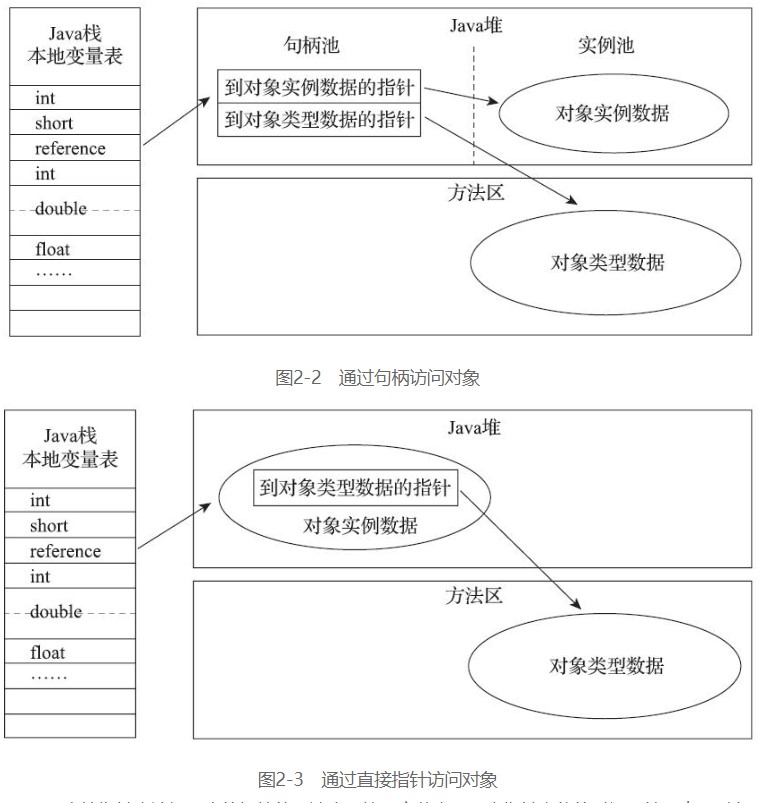 Java栈
本地变量表
int
short
reference
int
double
float
……
Java堆
句柄池
实例池
到对象实例数据的指针
到对象类型数据的指针
对象实例数据
方法区
对象类型数据
图2-2 通过句柄访问对象
Java栈
本地变量表
int
short
reference
int
double
float
……
Java堆
到对象类型数据的指针
对象实例数据
方法区
对象类型数据
图2-3 通过直接指针访问对象